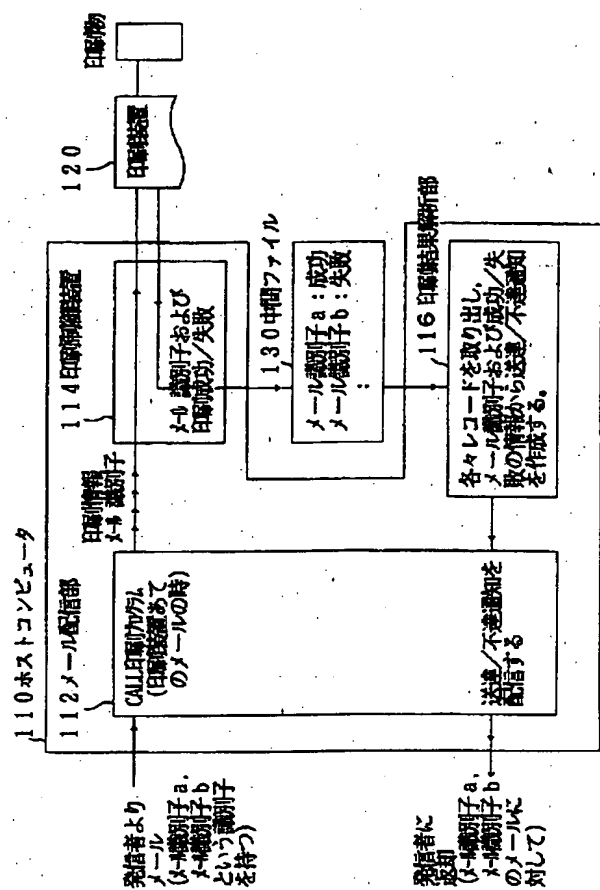 110ホストコンピュータ
112メール配信部
発信者より
メール
(メール識別子a,
メール識別子b
という識別子
を持つ)
CALL印刷プログラム
(印刷装置あて
のメールの時)
印刷情報
メール識別子
114印刷制御装置
メール識別子および
印刷成功/失敗
120
印刷装置
印刷物
130中間ファイル
メール識別子a:成功
メール識別子b:失敗
:
116印刷結果解析部
各々レコードを取り出し,
メール識別子および成功/失
敗の情報から送達/不達通知
を作成する。
送達/不達通知を
配信する
発信者に
返却
(メール識別子a,
メール識別子b
のメールに
対して)